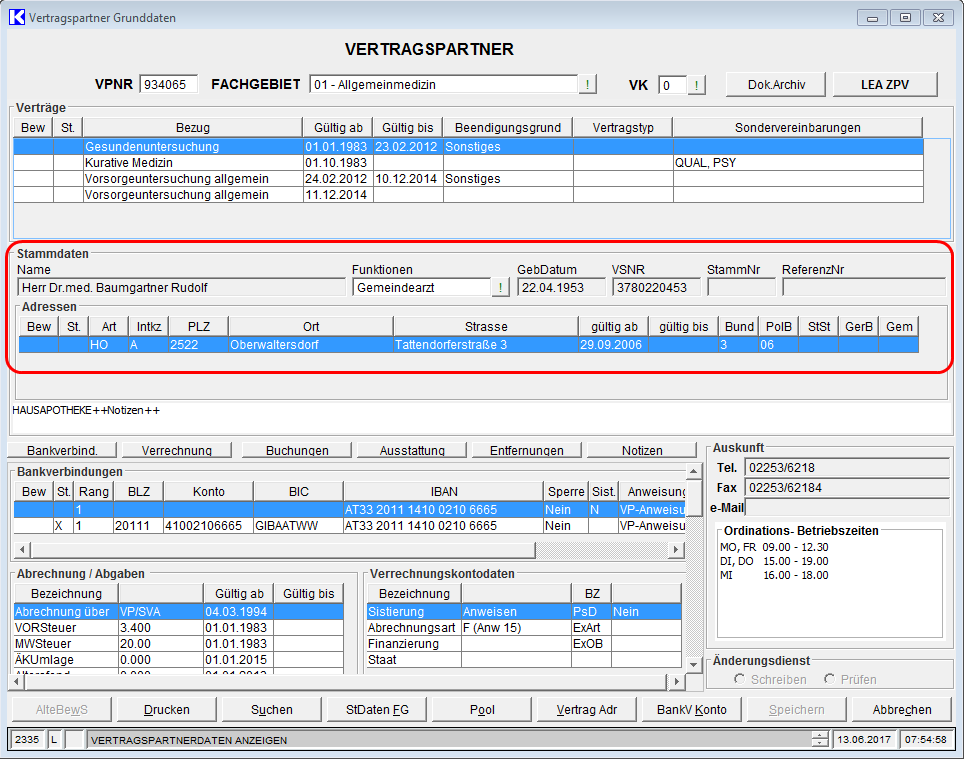 Vertragspartner Grunddaten
VERTRAGSPARTNER
VPNR 934065 FACHGEBIET 01 - Allgemeinmedizin ! VK 0 ! Dok.Archiv LEA ZPV
Verträge
Bew St. Bezug Gültig ab Gültig bis Beendigungsgrund Vertragstyp Sondervereinbarungen
Gesundenuntersuchung 01.01.1983 23.02.2012 Sonstiges
Kurative Medizin 01.10.1983 QUAL, PSY
Vorsorgeuntersuchung allgemein 24.02.2012 10.12.2014 Sonstiges
Vorsorgeuntersuchung allgemein 11.12.2014
Stammdaten
Name Funktionen GebDatum VSNR StammNr ReferenzNr
Herr Dr.med. Baumgartner Rudolf Gemeindearzt ! 22.04.1953 3780220453
Adressen
Bew St. Art Intkz PLZ Ort Strasse gültig ab gültig bis Bund PolB StSt GerB Gem
HO A 2522 Oberwaltersdorf Tattendorferstraße 3 29.09.2006 3 06
HAUSAPOTHEKE++Notizen++
Bankverbind. Verrechnung Buchungen Ausstattung Entfernungen Notizen
Bankverbindungen
Bew St. Rang BLZ Konto BIC IBAN Sperre Sist. Anweisung
1 AT33 2011 1410 0210 6665 Nein N VP-Anweisu
X 1 20111 41002106665 GIBAATWW AT33 2011 1410 0210 6665 Nein VP-Anweisu
Auskunft
Tel. 02253/6218
Fax 02253/62184
e-Mail
Ordinations- Betriebszeiten
MO, FR 09.00 - 12.30
DI, DO 15.00 - 19.00
MI 16.00 - 18.00
Abrechnung / Abgaben
Bezeichnung Gültig ab Gültig bis
Abrechnung über VP/SVA 04.03.1994
VORSteuer 3.400 01.01.1983
MWSteuer 20.00 01.01.1983
ÄKUmlage 0.000 01.01.2015
Verrechnungskontodaten
Bezeichnung BZ
Sistierung Anweisen PsD Nein
Abrechnungsart F (Anw 15) ExArt
Finanzierung ExOB
Staat
Änderungsdienst
Schreiben Prüfen
AlteBewS Drucken Suchen StDaten FG Pool Vertrag Adr BankV Konto Speichern Abbrechen
2335 L VERTRAGSPARTNERDATEN ANZEIGEN 13.06.2017 07:54:58